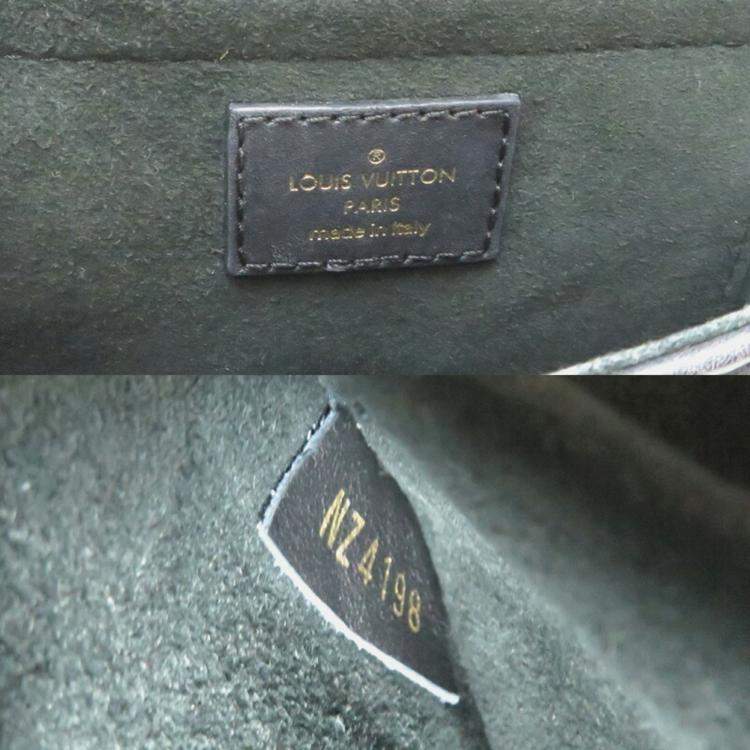 ®
LOUIS VUITTON
PARIS
made in Italy
NZ4198